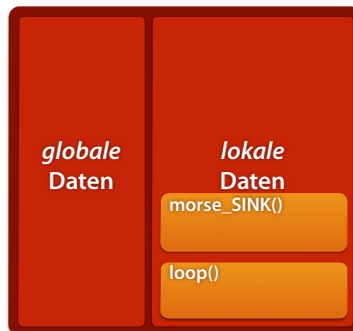 globale
Daten
lokale
Daten
morse_SINK()
loop()